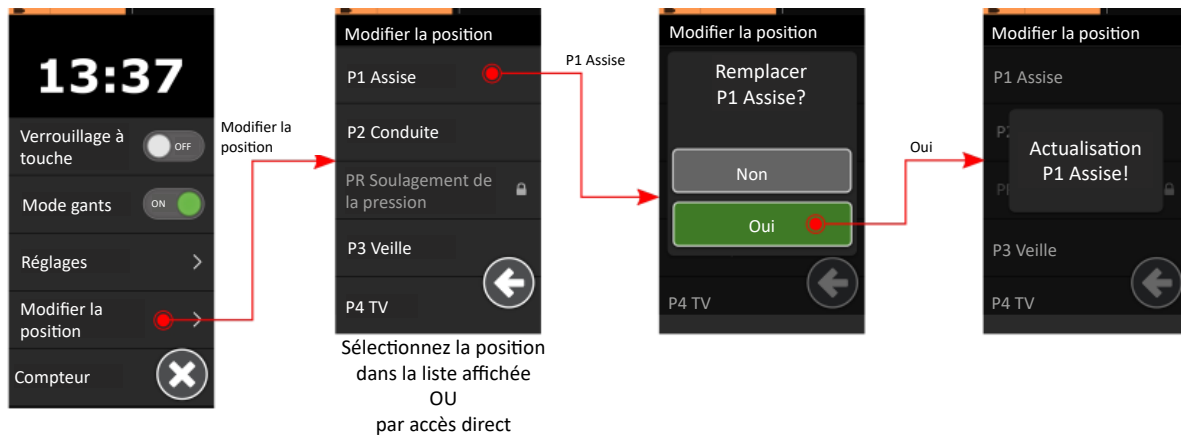 13:37
Verrouillage à
touche
OFF
Mode gants
ON
Réglages
Modifier la
position
Compteur
Modifier la
position
Modifier la position
P1 Assise
P2 Conduite
PR Soulagement de
la pression
P3 Veille
P4 TV
Sélectionnez la position
dans la liste affichée
OU
par accès direct
P1 Assise
Modifier la position
Remplacer
P1 Assise?
Non
Oui
P4 TV
Oui
Modifier la position
P1 Assise
Actualisation
P1 Assise!
P3 Veille
P4 TV